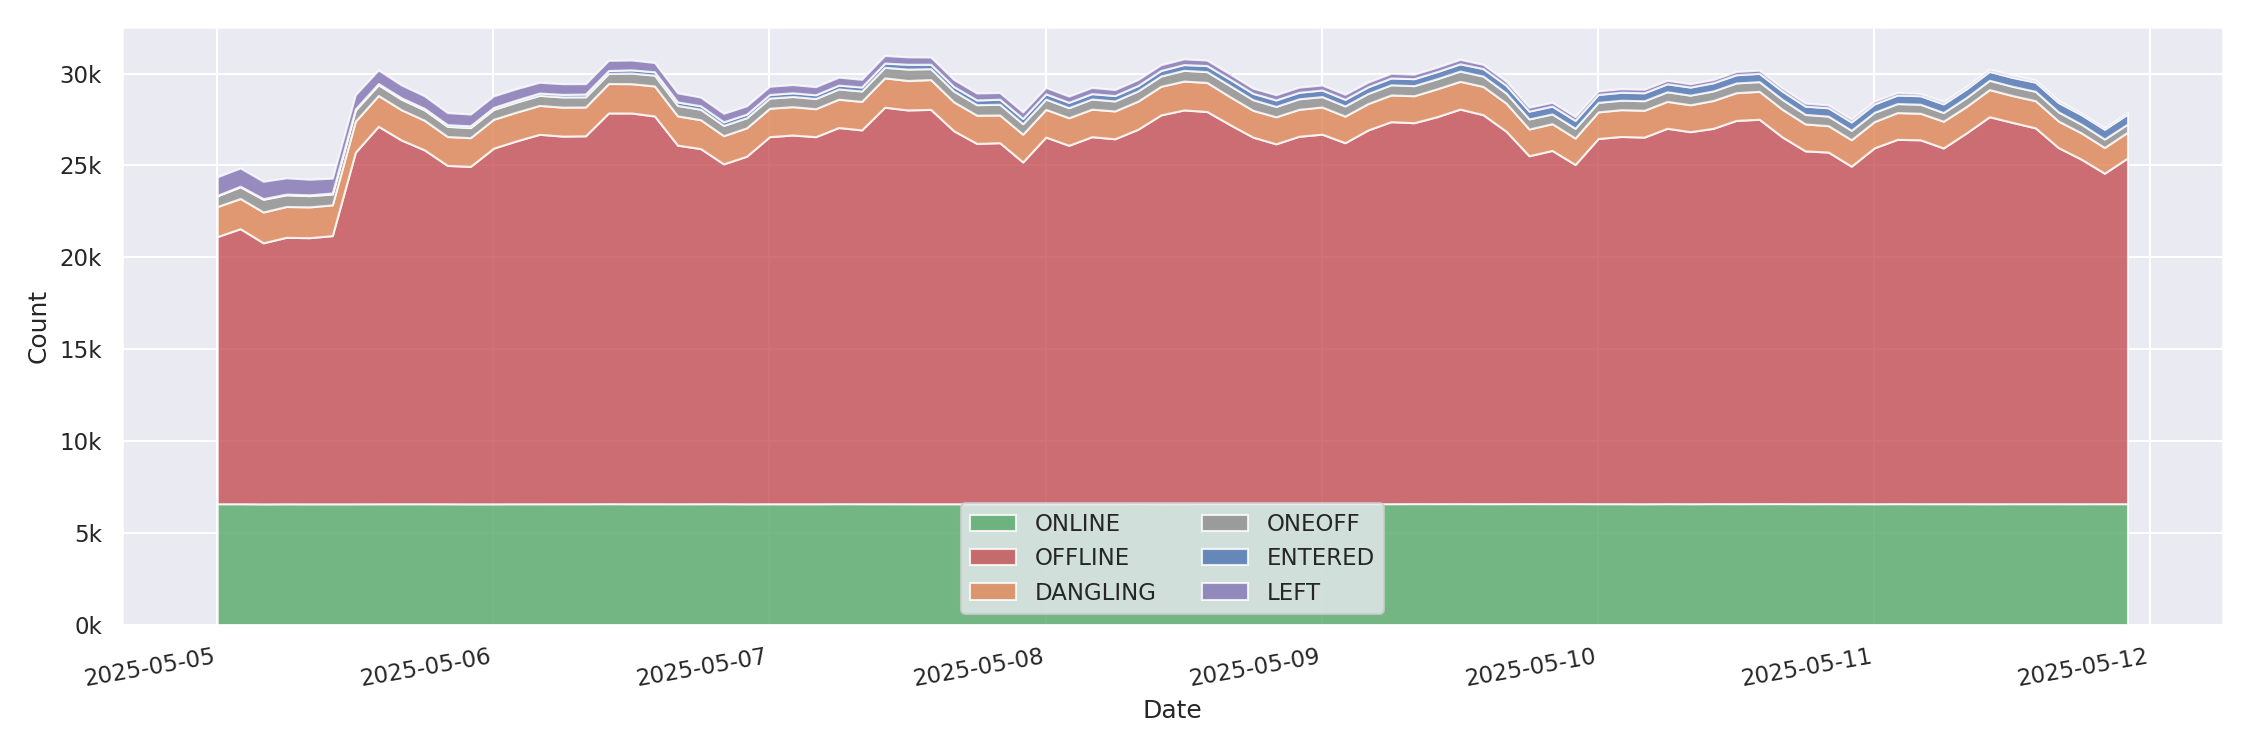 30k
25k
20k
15k
10k
5k
0k
Count
ONLINE
OFFLINE
DANGLING
ONEOFF
ENTERED
LEFT
2025-05-05
2025-05-06
2025-05-07
2025-05-08
2025-05-09
2025-05-10
2025-05-11
2025-05-12
Date